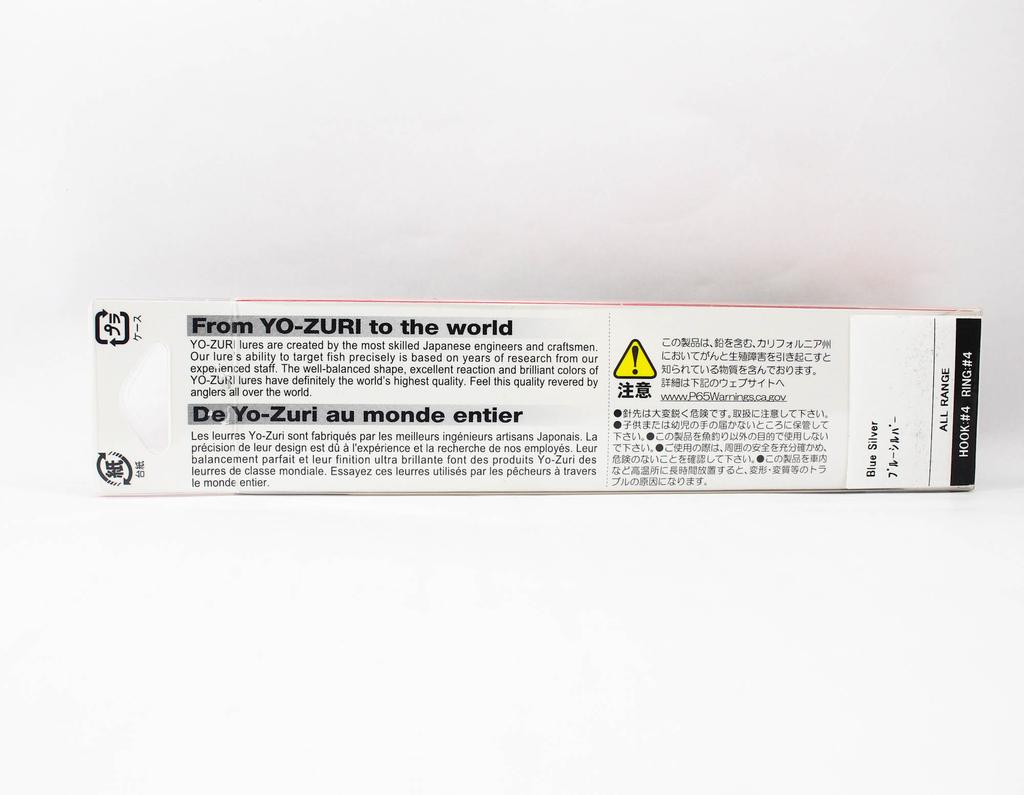 プラ
ケース
From YO-ZURI to the world
YO-ZURI lures are created by the most skilled Japanese engineers and craftsmen.
Our lure's ability to target fish precisely is based on years of research from our
experienced staff. The well-balanced shape, excellent reaction and brilliant colors of
YO-ZURI lures have definitely the world's highest quality. Feel this quality revered by
anglers all over the world.
De Yo-Zuri au monde entier
Les leurres Yo-Zuri sont fabriqués par les meilleurs ingénieurs artisans Japonais. La
précision de leur design est dû à l'expérience et la recherche de nos employés. Leur
balancement parfait et leur finition ultra brillante font des produits Yo-Zuri des
leurres de classe mondiale. Essayez ces leurres utilisés par les pêcheurs à travers
le monde entier.
紙
台紙
注意
この製品は、鉛を含む、カリフォルニア州
においてがんと生殖障害を引き起こすと
知られている物質を含んでおります。
詳細は下記のウェブサイトへ
www.P65Warnings.ca.gov
●針先は大変鋭く危険です。取扱に注意して下さい。
●子供または幼児の手の届かないところに保管して
下さい。●この製品を魚釣り以外の目的で使用しない
で下さい。●ご使用の際は、周囲の安全を充分確かめ、
危険のないことを確認して下さい。●この製品を車内
など高温所に長時間放置すると、変形・変質等のトラ
ブルの原因になります。
Blue Silver
ブルーシルバー
ALL RANGE
HOOK:#4 RING:#4